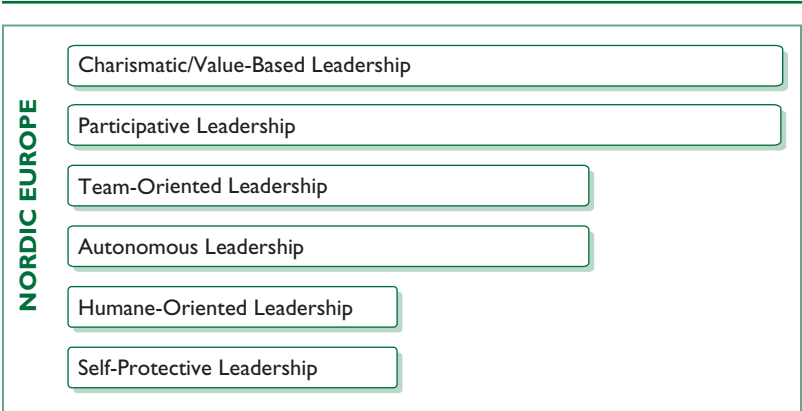 NORDIC EUROPE
Charismatic/Value-Based Leadership
Participative Leadership
Team-Oriented Leadership
Autonomous Leadership
Humane-Oriented Leadership
Self-Protective Leadership